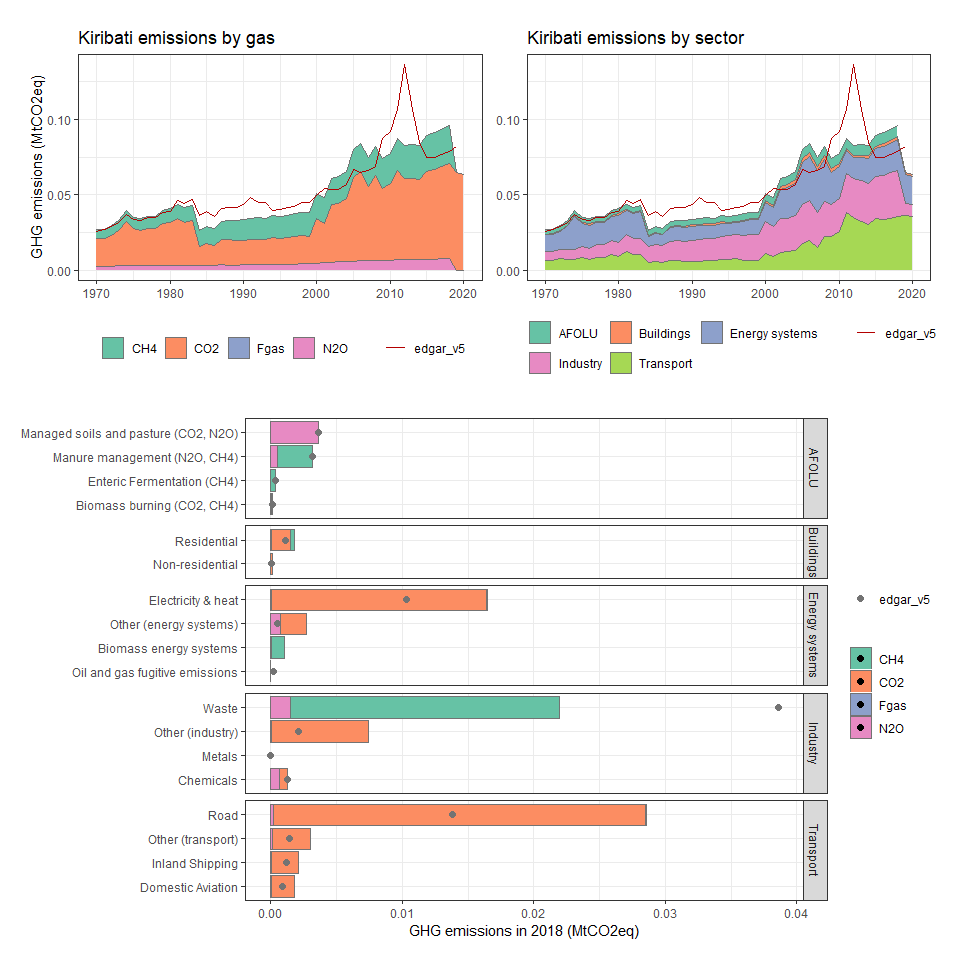 Kiribati emissions by gas
Kiribati emissions by sector
GHG emissions (MtCO2eq)
0.10
0.05
0.00
1970 1980 1990 2000 2010 2020
0.10
0.05
0.00
1970 1980 1990 2000 2010 2020
CH4 CO2 Fgas N2O edgar_v5
AFOLU Buildings Energy systems edgar_v5
Industry Transport
Managed soils and pasture (CO2, N2O)
Manure management (N2O, CH4)
Enteric Fermentation (CH4)
Biomass burning (CO2, CH4)
AFOLU
Residential
Non-residential
Buildings
Electricity & heat
Other (energy systems)
Biomass energy systems
Oil and gas fugitive emissions
Energy systems
Waste
Other (industry)
Metals
Chemicals
Industry
Road
Other (transport)
Inland Shipping
Domestic Aviation
Transport
0.00 0.01 0.02 0.03 0.04
GHG emissions in 2018 (MtCO2eq)
edgar_v5
CH4
CO2
Fgas
N2O